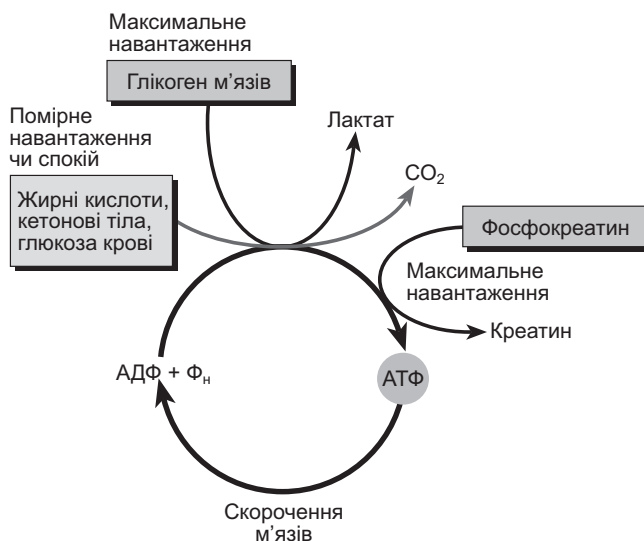 Максимальне
навантаження
Глікоген м’язів
Лактат
Помірне
навантаження
чи спокій
CO₂
Жирні кислоти,
кетонові тіла,
глюкоза крові
Фосфокреатин
Максимальне
навантаження
Креатин
АДФ + Фн
АТФ
Скорочення
м’язів